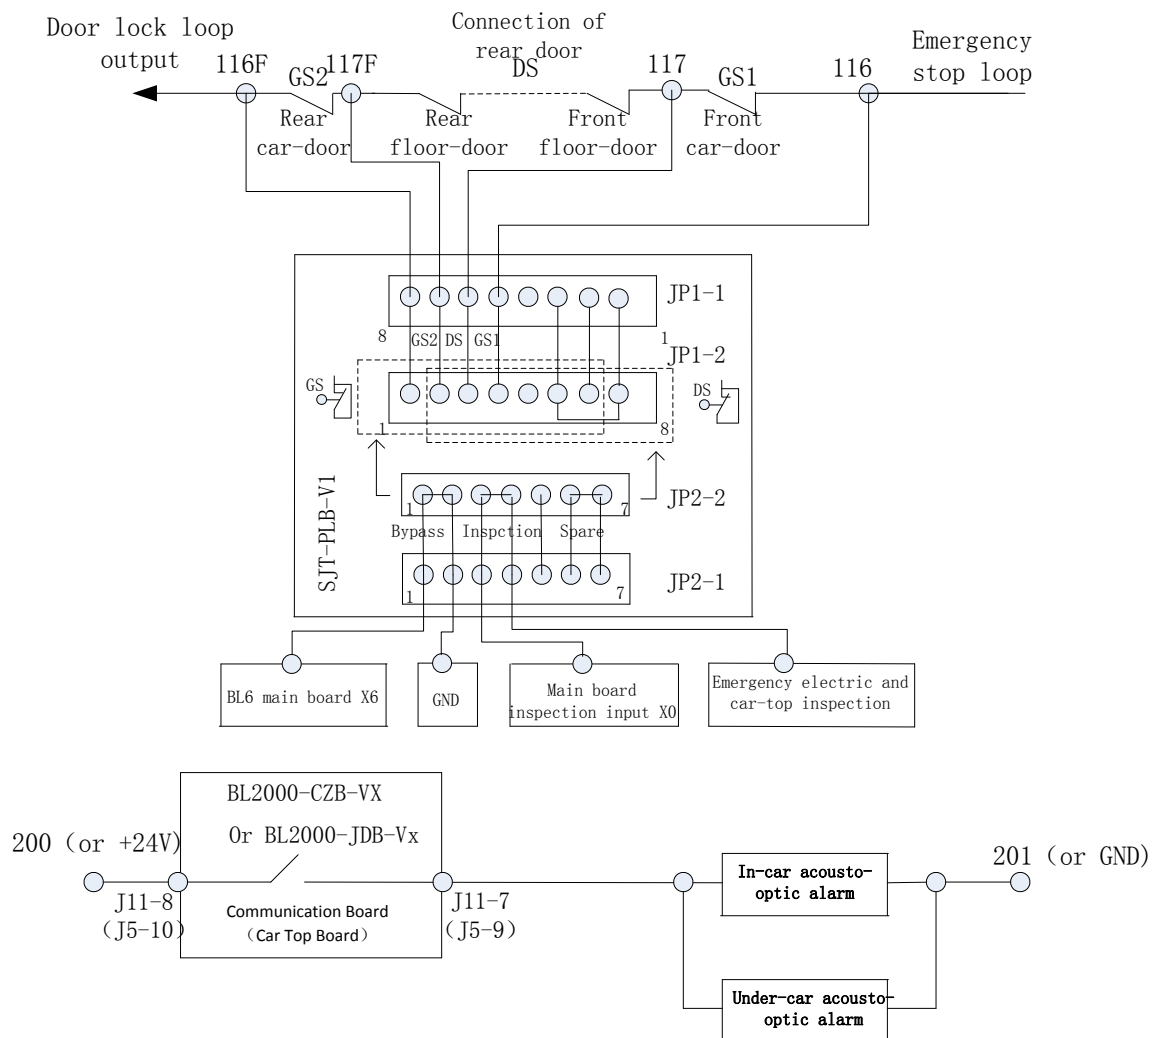 Door lock loop
output
Connection of
rear door
DS
Emergency
stop loop
116F
GS2
117F
117
GS1
116
Rear
car-door
Rear
floor-door
Front
floor-door
Front
car-door
JP1-1
8 GS2 DS GS1 1
JP1-2
GS
DS
1 8
SJT-PLB-V1
JP2-2
1 7
Bypass Inspction Spare
JP2-1
1 7
BL6 main board X6
GND
Main board
inspection input X0
Emergency electric and
car-top inspection
BL2000-CZB-VX
Or BL2000-JDB-Vx
200 (or +24V)
J11-8
(J5-10)
Communication Board
(Car Top Board)
J11-7
(J5-9)
In-car acousto-
optic alarm
201 (or GND)
Under-car acousto-
optic alarm